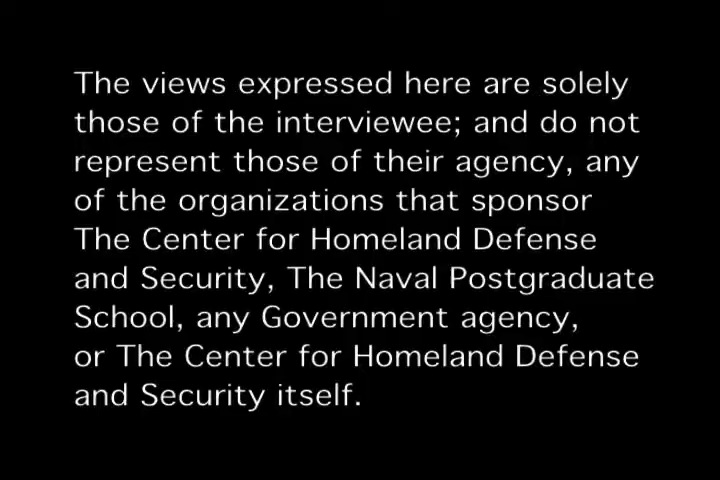 The views expressed here are solely
those of the interviewee; and do not
represent those of their agency, any
of the organizations that sponsor
The Center for Homeland Defense
and Security, The Naval Postgraduate
School, any Government agency,
or The Center for Homeland Defense
and Security itself.